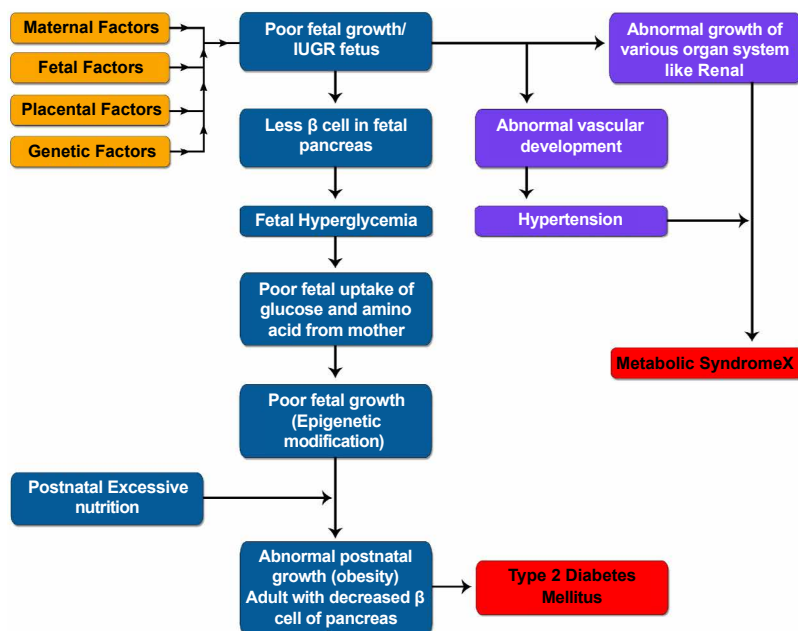 Maternal Factors
Fetal Factors
Placental Factors
Genetic Factors
Poor fetal growth/
IUGR fetus
Abnormal growth of
various organ system
like Renal
Less β cell in fetal
pancreas
Abnormal vascular
development
Fetal Hyperglycemia
Hypertension
Poor fetal uptake of
glucose and amino
acid from mother
Metabolic SyndromeX
Poor fetal growth
(Epigenetic
modification)
Postnatal Excessive
nutrition
Abnormal postnatal
growth (obesity)
Adult with decreased β
cell of pancreas
Type 2 Diabetes
Mellitus